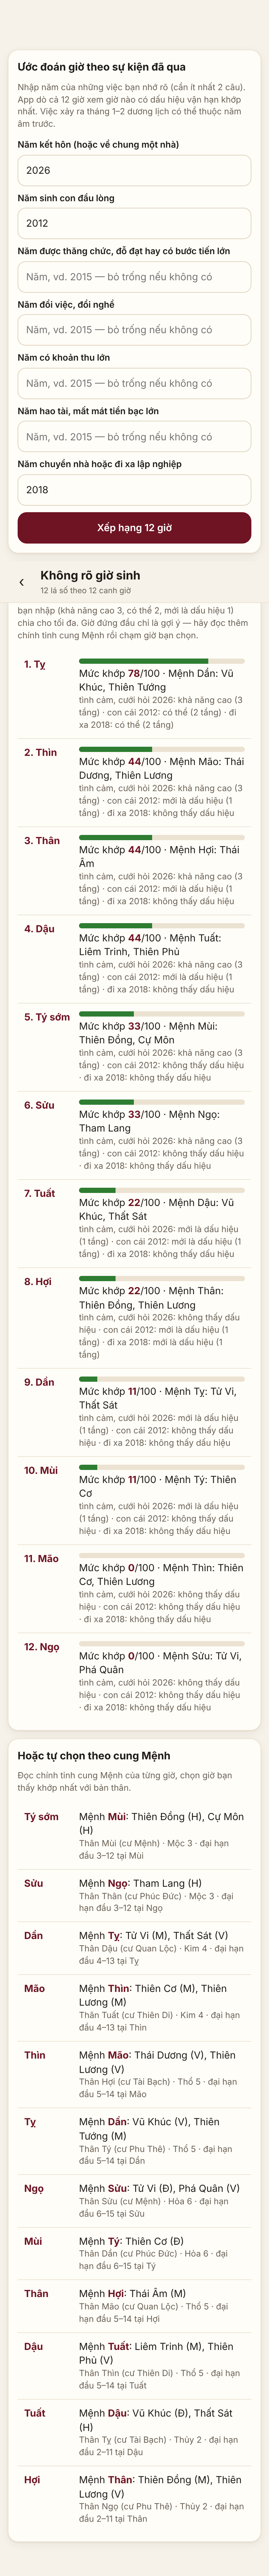 Ước đoán giờ theo sự kiện đã qua
Nhập năm của những việc bạn nhớ rõ (cần ít nhất 2 câu).
App dò cả 12 giờ xem giờ nào có dấu hiệu vận hạn khớp
nhất. Việc xảy ra tháng 1–2 dương lịch có thể thuộc năm
âm trước.
Năm kết hôn (hoặc về chung một nhà)
2026
Năm sinh con đầu lòng
2012
Năm được thăng chức, đỗ đạt hay có bước tiến lớn
Năm, vd. 2015 — bỏ trống nếu không có
Năm đổi việc, đổi nghề
Năm, vd. 2015 — bỏ trống nếu không có
Năm có khoản thu lớn
Năm, vd. 2015 — bỏ trống nếu không có
Năm hao tài, mất mát tiền bạc lớn
Năm, vd. 2015 — bỏ trống nếu không có
Năm chuyển nhà hoặc đi xa lập nghiệp
2018
Xếp hạng 12 giờ
‹ Không rõ giờ sinh
12 lá số theo 12 canh giờ
bạn nhập (khả năng cao 3, có thể 2, mới là dấu hiệu 1)
chia cho tối đa. Giờ đứng đầu chỉ là gợi ý — hãy đọc thêm
chính tinh cung Mệnh rồi chạm giờ bạn chọn.
1. Tỵ
Mức khớp 78/100 · Mệnh Dần: Vũ
Khúc, Thiên Tướng
tình cảm, cưới hỏi 2026: khả năng cao (3
tầng) · con cái 2012: có thể (2 tầng) · đi
xa 2018: có thể (2 tầng)
2. Thìn
Mức khớp 44/100 · Mệnh Mão: Thái
Dương, Thiên Lương
tình cảm, cưới hỏi 2026: khả năng cao (3
tầng) · con cái 2012: mới là dấu hiệu (1
tầng) · đi xa 2018: không thấy dấu hiệu
3. Thân
Mức khớp 44/100 · Mệnh Hợi: Thái
Âm
tình cảm, cưới hỏi 2026: khả năng cao (3
tầng) · con cái 2012: mới là dấu hiệu (1
tầng) · đi xa 2018: không thấy dấu hiệu
4. Dậu
Mức khớp 44/100 · Mệnh Tuất:
Liêm Trinh, Thiên Phủ
tình cảm, cưới hỏi 2026: khả năng cao (3
tầng) · con cái 2012: mới là dấu hiệu (1
tầng) · đi xa 2018: không thấy dấu hiệu
5. Tý sớm
Mức khớp 33/100 · Mệnh Mùi:
Thiên Đồng, Cự Môn
tình cảm, cưới hỏi 2026: khả năng cao (3
tầng) · con cái 2012: không thấy dấu hiệu
· đi xa 2018: không thấy dấu hiệu
6. Sửu
Mức khớp 33/100 · Mệnh Ngọ:
Tham Lang
tình cảm, cưới hỏi 2026: khả năng cao (3
tầng) · con cái 2012: không thấy dấu hiệu
· đi xa 2018: không thấy dấu hiệu
7. Tuất
Mức khớp 22/100 · Mệnh Dậu: Vũ
Khúc, Thất Sát
tình cảm, cưới hỏi 2026: mới là dấu hiệu
(1 tầng) · con cái 2012: mới là dấu hiệu (1
tầng) · đi xa 2018: không thấy dấu hiệu
8. Hợi
Mức khớp 22/100 · Mệnh Thân:
Thiên Đồng, Thiên Lương
tình cảm, cưới hỏi 2026: không thấy dấu
hiệu · con cái 2012: mới là dấu hiệu (1
tầng) · đi xa 2018: mới là dấu hiệu (1
tầng)
9. Dần
Mức khớp 11/100 · Mệnh Tỵ: Tử Vi,
Thất Sát
tình cảm, cưới hỏi 2026: mới là dấu hiệu
(1 tầng) · con cái 2012: không thấy dấu
hiệu · đi xa 2018: không thấy dấu hiệu
10. Mùi
Mức khớp 11/100 · Mệnh Tý: Thiên
Cơ
tình cảm, cưới hỏi 2026: mới là dấu hiệu
(1 tầng) · con cái 2012: không thấy dấu
hiệu · đi xa 2018: không thấy dấu hiệu
11. Mão
Mức khớp 0/100 · Mệnh Thìn: Thiên
Cơ, Thiên Lương
tình cảm, cưới hỏi 2026: không thấy dấu
hiệu · con cái 2012: không thấy dấu hiệu
· đi xa 2018: không thấy dấu hiệu
12. Ngọ
Mức khớp 0/100 · Mệnh Sửu: Tử Vi,
Phá Quân
tình cảm, cưới hỏi 2026: không thấy dấu
hiệu · con cái 2012: không thấy dấu hiệu
· đi xa 2018: không thấy dấu hiệu
Hoặc tự chọn theo cung Mệnh
Đọc chính tinh cung Mệnh của từng giờ, chọn giờ bạn
thấy khớp nhất với bản thân.
Tý sớm
Mệnh Mùi: Thiên Đồng (H), Cự Môn
(H)
Thân Mùi (cư Mệnh) · Mộc 3 · đại hạn
đầu 3–12 tại Mùi
Sửu
Mệnh Ngọ: Tham Lang (H)
Thân Thân (cư Phúc Đức) · Mộc 3 · đại
hạn đầu 3–12 tại Ngọ
Dần
Mệnh Tỵ: Tử Vi (M), Thất Sát (V)
Thân Dậu (cư Quan Lộc) · Kim 4 · đại hạn
đầu 4–13 tại Tỵ
Mão
Mệnh Thìn: Thiên Cơ (M), Thiên
Lương (M)
Thân Tuất (cư Thiên Di) · Kim 4 · đại hạn
đầu 4–13 tại Thìn
Thìn
Mệnh Mão: Thái Dương (V), Thiên
Lương (V)
Thân Hợi (cư Tài Bạch) · Thổ 5 · đại hạn
đầu 5–14 tại Mão
Tỵ
Mệnh Dần: Vũ Khúc (V), Thiên
Tướng (M)
Thân Tý (cư Phu Thê) · Thổ 5 · đại hạn
đầu 5–14 tại Dần
Ngọ
Mệnh Sửu: Tử Vi (Đ), Phá Quân (V)
Thân Sửu (cư Mệnh) · Hỏa 6 · đại hạn
đầu 6–15 tại Sửu
Mùi
Mệnh Tý: Thiên Cơ (Đ)
Thân Dần (cư Phúc Đức) · Hỏa 6 · đại
hạn đầu 6–15 tại Tý
Thân
Mệnh Hợi: Thái Âm (M)
Thân Mão (cư Quan Lộc) · Thổ 5 · đại
hạn đầu 5–14 tại Hợi
Dậu
Mệnh Tuất: Liêm Trinh (M), Thiên
Phủ (V)
Thân Thìn (cư Thiên Di) · Thổ 5 · đại hạn
đầu 5–14 tại Tuất
Tuất
Mệnh Dậu: Vũ Khúc (Đ), Thất Sát
(H)
Thân Tỵ (cư Tài Bạch) · Thủy 2 · đại hạn
đầu 2–11 tại Dậu
Hợi
Mệnh Thân: Thiên Đồng (M), Thiên
Lương (V)
Thân Ngọ (cư Phu Thê) · Thủy 2 · đại hạn
đầu 2–11 tại Thân